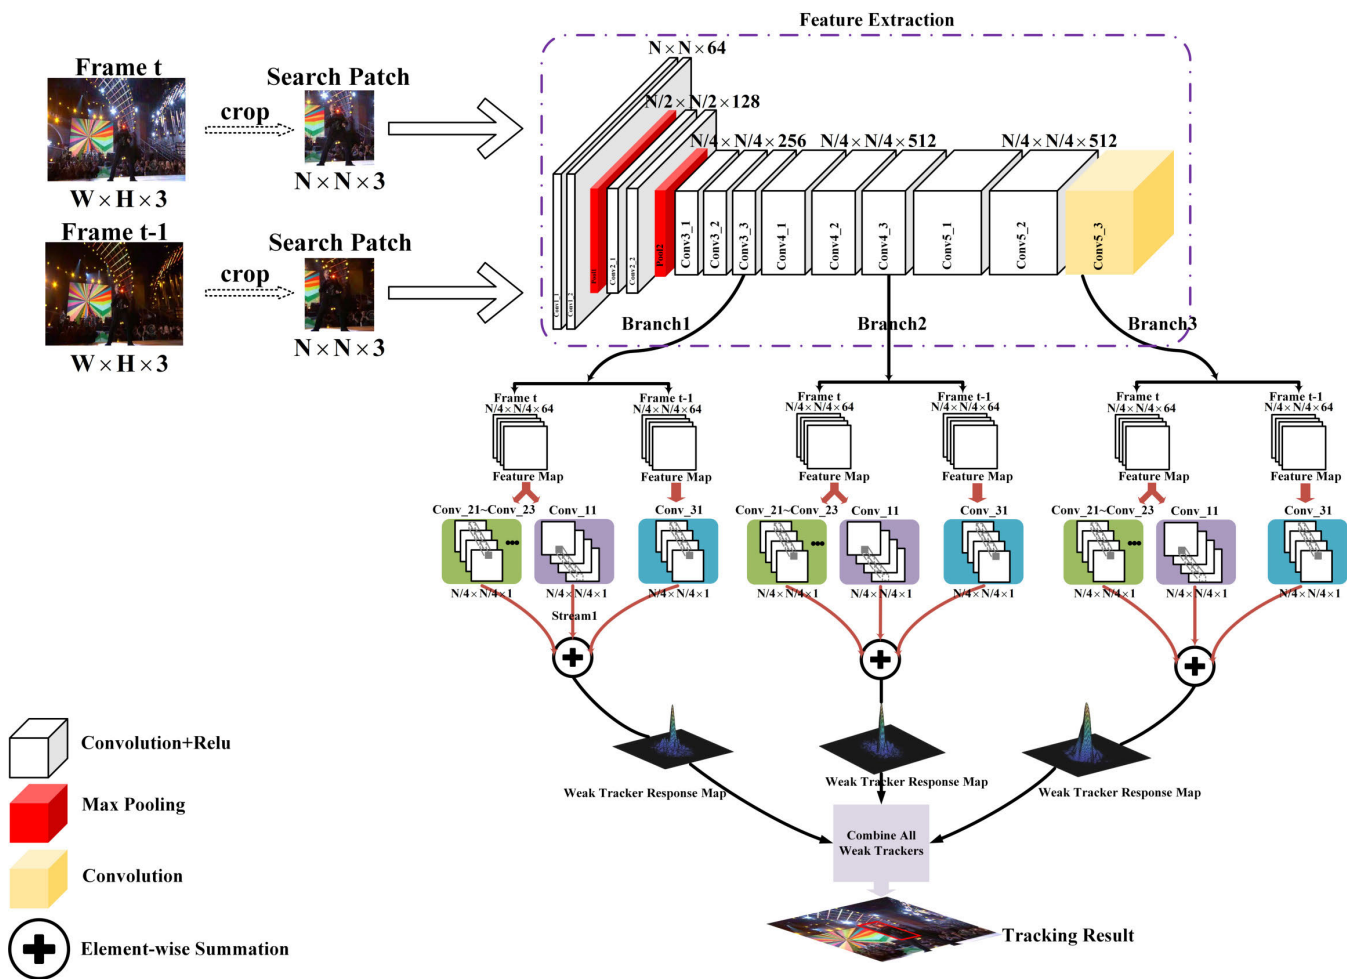 Feature Extraction
Frame t
Search Patch
crop
W×H×3
N×N×3
Frame t-1
Search Patch
crop
W×H×3
N×N×3
N×N×64
N/2×N/2×128
N/4×N/4×256
N/4×N/4×512
N/4×N/4×512
Conv1_1
Conv1_2
Pool1
Conv2_1
Conv2_2
Pool2
Conv3_1
Conv3_2
Conv3_3
Conv4_1
Conv4_2
Conv4_3
Conv5_1
Conv5_2
Conv5_3
Branch1
Branch2
Branch3
Frame t
N/4×N/4×64
Feature Map
Frame t-1
N/4×N/4×64
Feature Map
Frame t
N/4×N/4×64
Feature Map
Frame t-1
N/4×N/4×64
Feature Map
Frame t
N/4×N/4×64
Feature Map
Frame t-1
N/4×N/4×64
Feature Map
Conv_21~Conv_23
Conv_11
Conv_31
Conv_21~Conv_23
Conv_11
Conv_31
Conv_21~Conv_23
Conv_11
Conv_31
N/4×N/4×1
N/4×N/4×1
N/4×N/4×1
N/4×N/4×1
N/4×N/4×1
N/4×N/4×1
N/4×N/4×1
N/4×N/4×1
N/4×N/4×1
Stream1
Weak Tracker Response Map
Weak Tracker Response Map
Weak Tracker Response Map
Combine All
Weak Trackers
Tracking Result
Convolution+Relu
Max Pooling
Convolution
Element-wise Summation